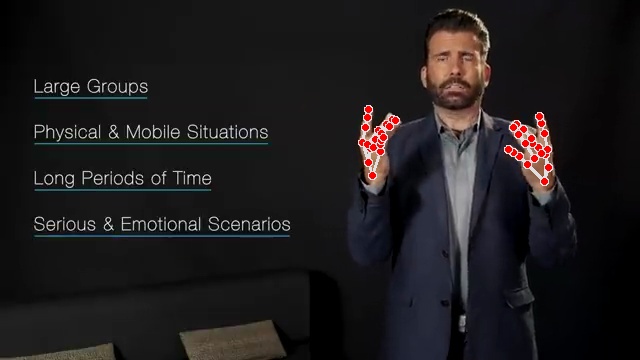 Large Groups
Physical & Mobile Situations
Long Periods of Time
Serious & Emotional Scenarios